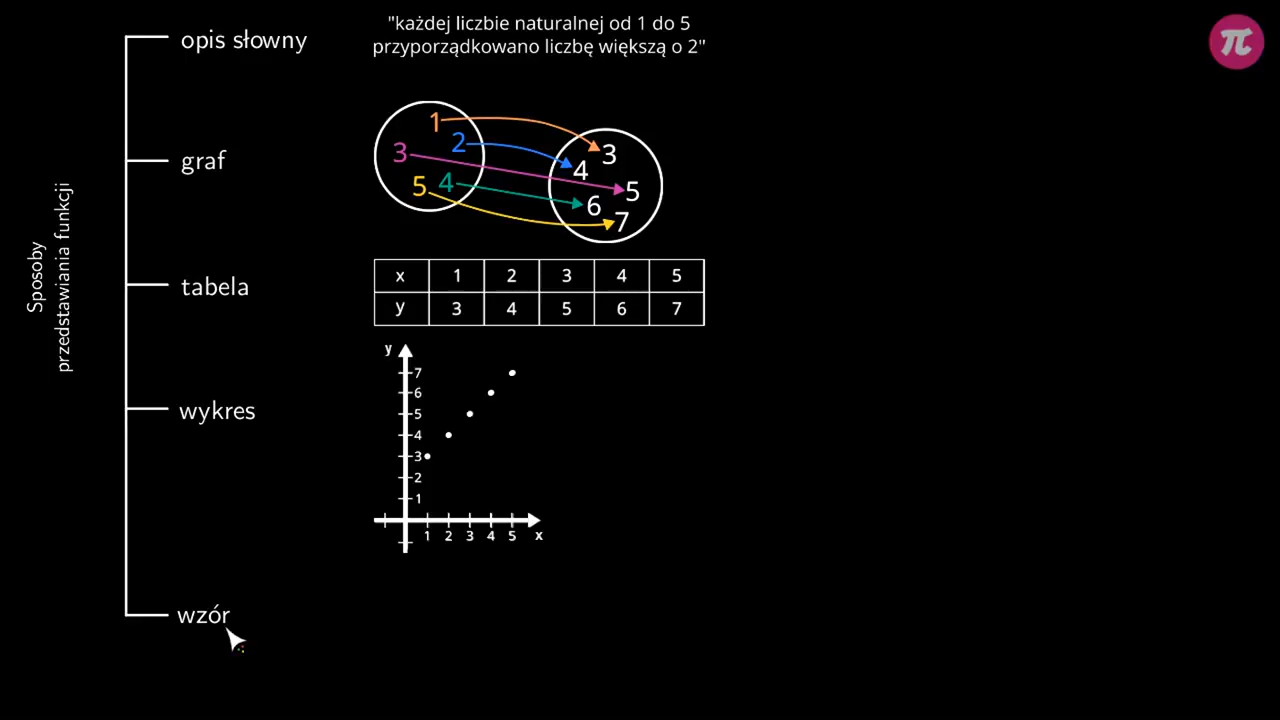 Sposoby
przedstawiania funkcji
opis słowny
"każdej liczbie naturalnej od 1 do 5
przyporządkowano liczbę większą o 2"
graf
1
2
3
5 4
3
4
5
6
7
tabela
x 1 2 3 4 5
y 3 4 5 6 7
wykres
y
7
6
5
4
3
2
1
1 2 3 4 5 x
wzór
π